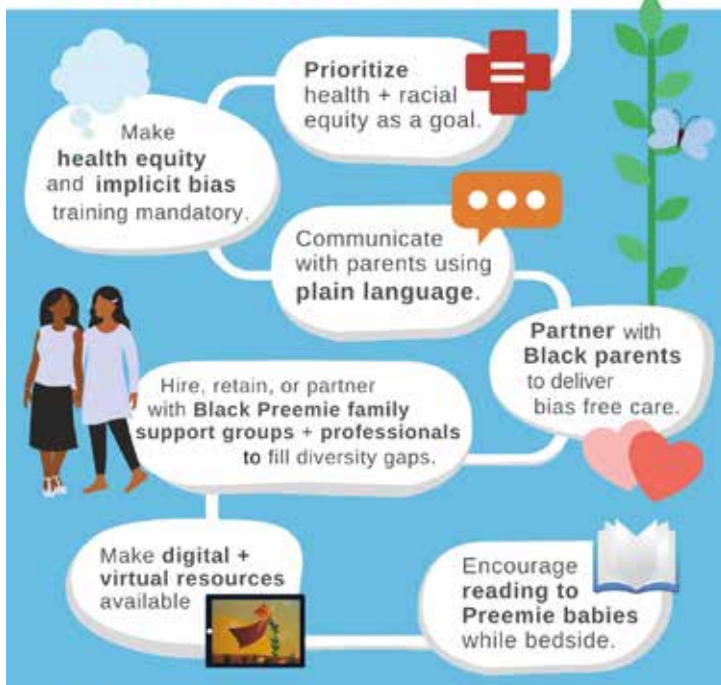 Prioritize
health + racial
equity as a goal.
Make
health equity
and implicit bias
training mandatory.
Communicate
with parents using
plain language.
Partner with
Black parents
to deliver
bias free care.
Hire, retain, or partner
with Black Preemie family
support groups + professionals
to fill diversity gaps.
Make digital +
virtual resources
available
Encourage
reading to
Preemie babies
while bedside.